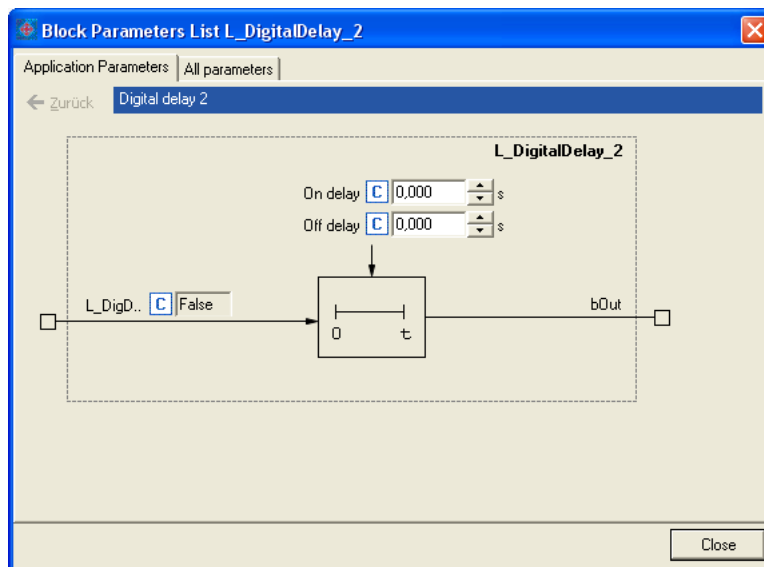 Block Parameters List L_DigitalDelay_2
Application Parameters All parameters
Zurück Digital delay 2
L_DigitalDelay_2
On delay C 0,000 s
Off delay C 0,000 s
L_DigD.. C False
bOut
0 t
Close